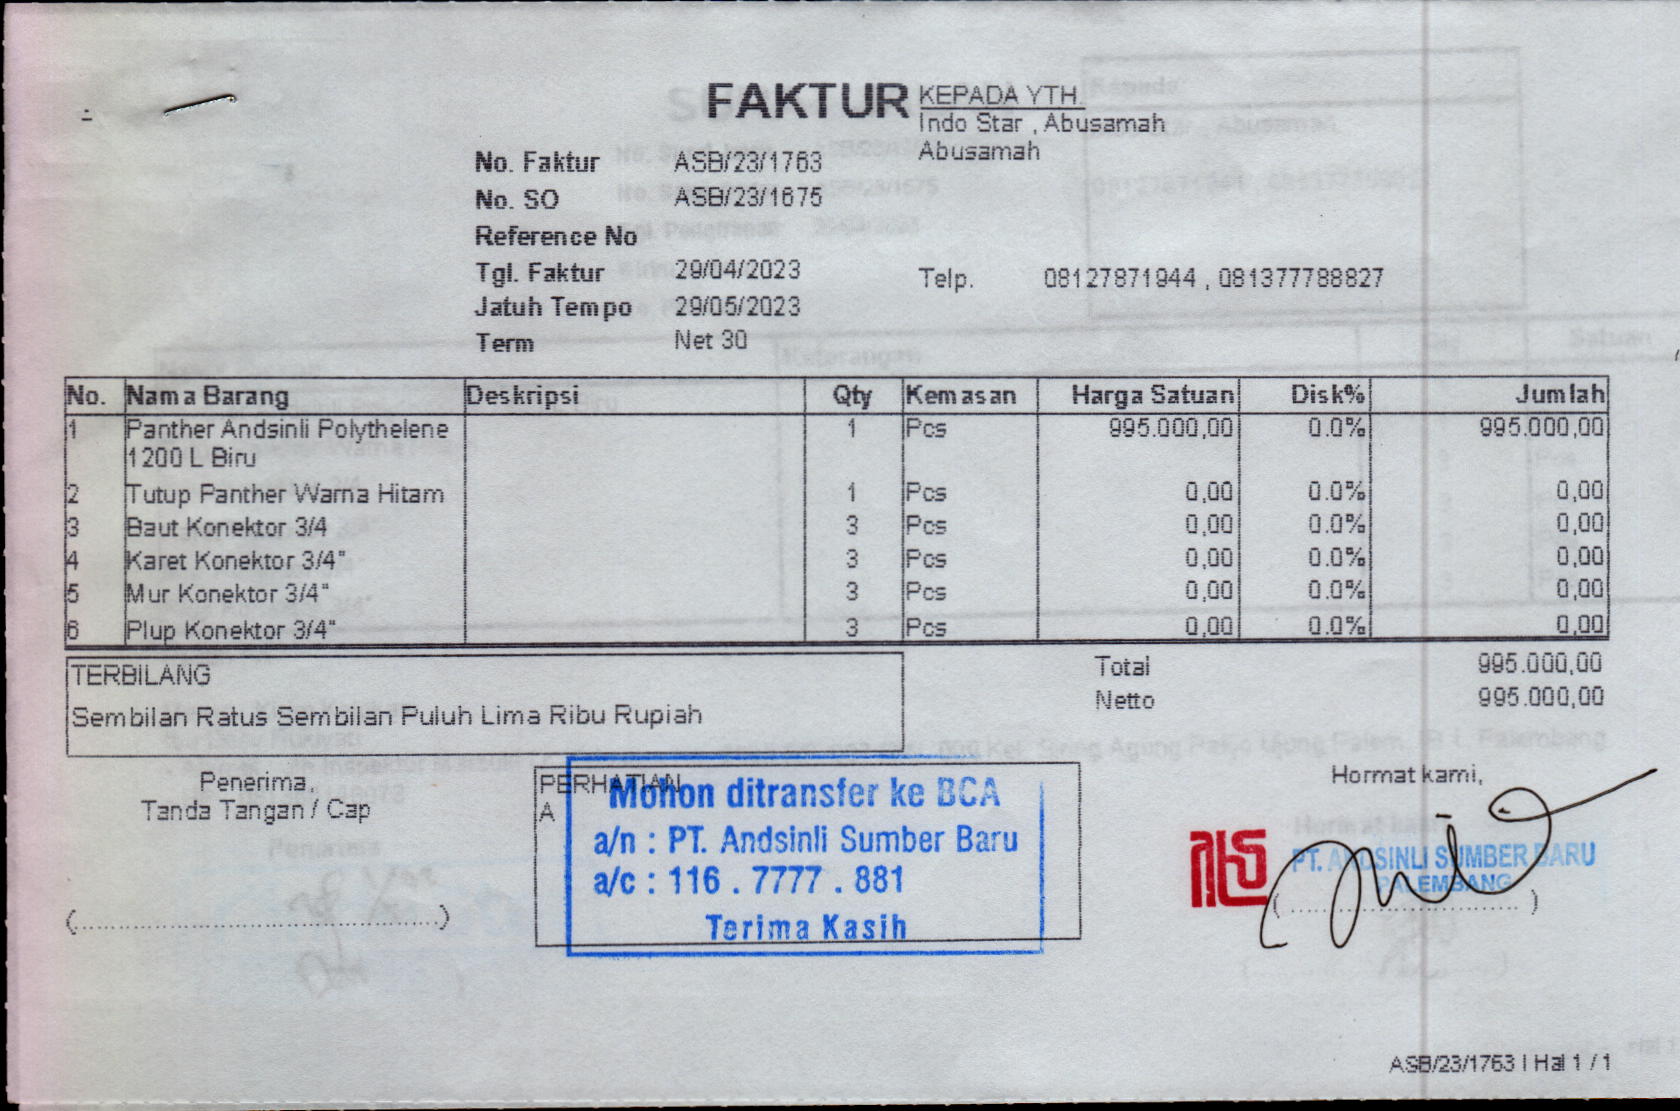 FAKTUR
KEPADA YTH.
Indo Star , Abusamah
Abusamah
No. Faktur ASB/23/1763
No. SO ASB/23/1675
Reference No
Tgl. Faktur 29/04/2023
Telp. 08127871944 , 081377788827
Jatuh Tempo 29/05/2023
Term Net 30
No. Nama Barang Deskripsi Qty Kemasan Harga Satuan Disk% Jumlah
1 Panther Andsinli Polythelene 1 Pcs 995.000,00 0.0% 995.000,00
1200 L Biru
2 Tutup Panther Warna Hitam 1 Pcs 0,00 0.0% 0,00
3 Baut Konektor 3/4 3 Pcs 0,00 0.0% 0,00
4 Karet Konektor 3/4" 3 Pcs 0,00 0.0% 0,00
5 Mur Konektor 3/4" 3 Pcs 0,00 0.0% 0,00
6 Plup Konektor 3/4" 3 Pcs 0,00 0.0% 0,00
TERBILANG
Sembilan Ratus Sembilan Puluh Lima Ribu Rupiah
Total 995.000,00
Netto 995.000,00
Penerima,
Tanda Tangan / Cap
(...............................................)
PERHATIAN
A
Mohon ditransfer ke BCA
a/n : PT. Andsinli Sumber Baru
a/c : 116 . 7777 . 881
Terima Kasih
Hormat kami,
PT. ANDSINLI SUMBER BARU
PALEMBANG
(...............................)
ASB/23/1763 | Hal 1 / 1